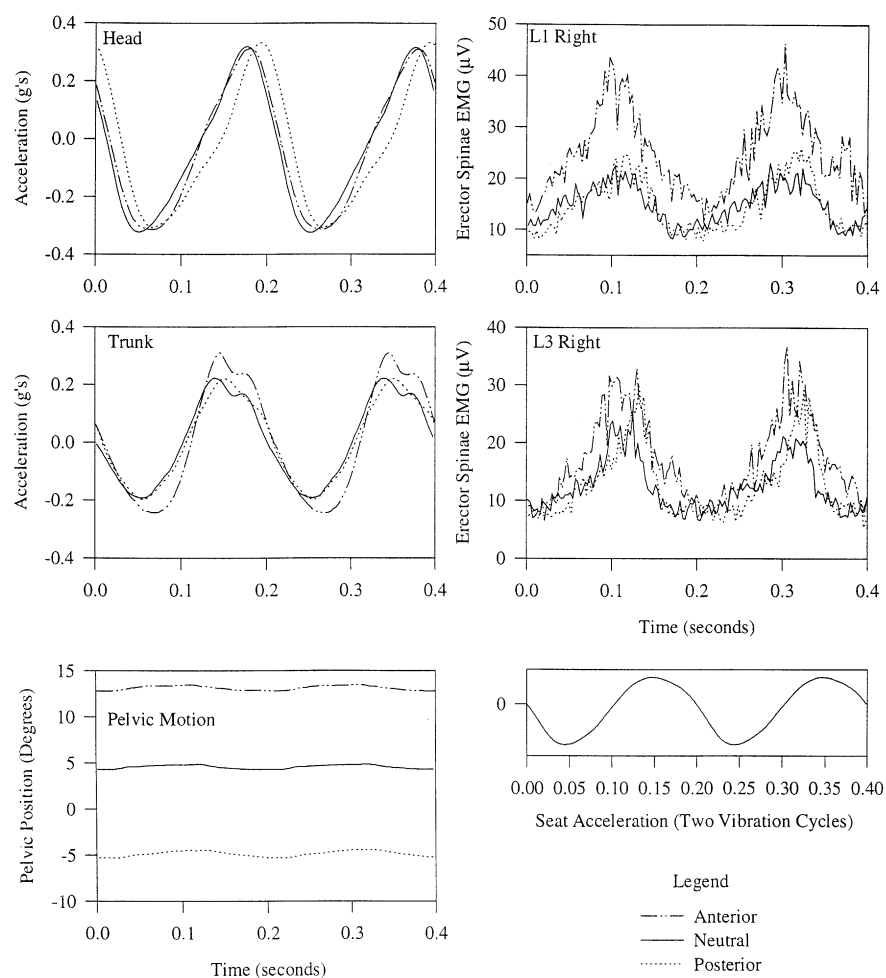 Head
Acceleration (g's)
0.4
0.2
0.0
-0.2
-0.4
0.0 0.1 0.2 0.3 0.4
L1 Right
Erector Spinae EMG (μV)
50
40
30
20
10
0.0 0.1 0.2 0.3 0.4
Trunk
Acceleration (g's)
0.4
0.2
0.0
-0.2
-0.4
0.0 0.1 0.2 0.3 0.4
L3 Right
Erector Spinae EMG (μV)
40
30
20
10
0
0.0 0.1 0.2 0.3 0.4
Time (seconds)
Pelvic Motion
Pelvic Position (Degrees)
15
10
5
0
-5
-10
0.0 0.1 0.2 0.3 0.4
Time (seconds)
0
0.00 0.05 0.10 0.15 0.20 0.25 0.30 0.35 0.40
Seat Acceleration (Two Vibration Cycles)
Legend
Anterior
Neutral
Posterior